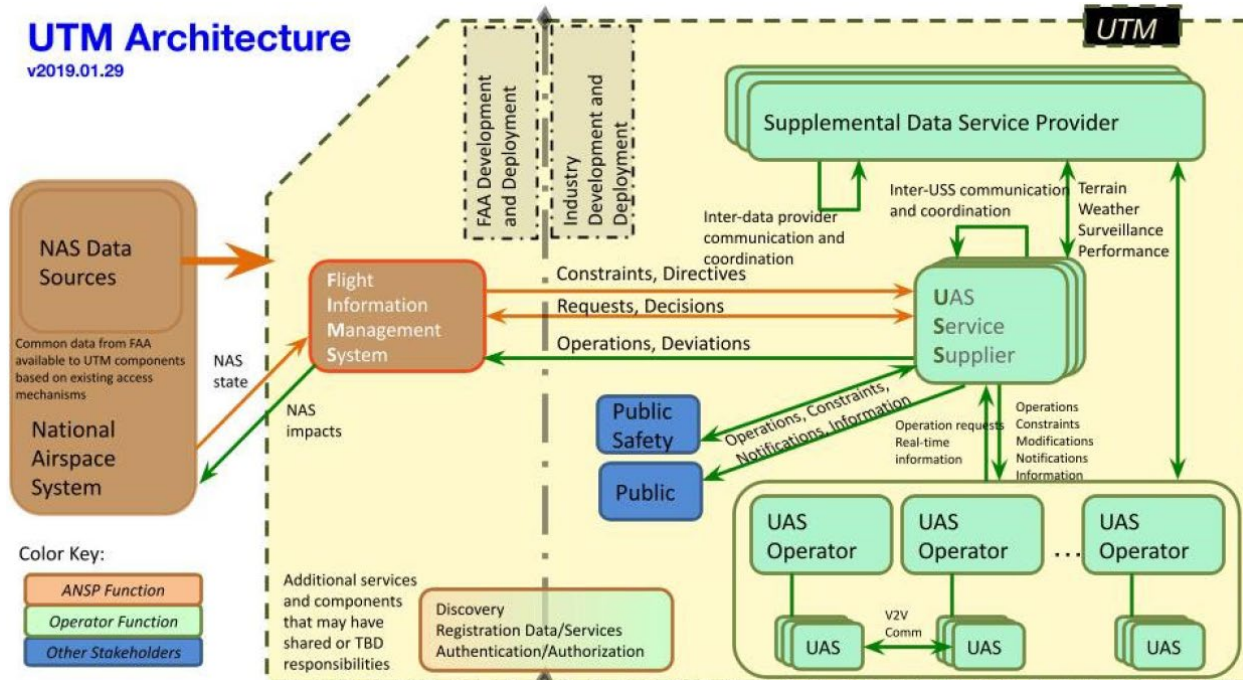 UTM Architecture
v2019.01.29
UTM
FAA Development
and Deployment
Industry
Development and
Deployment
Supplemental Data Service Provider
Inter-data provider
communication and
coordination
Inter-USS communication
and coordination
Terrain
Weather
Surveillance
Performance
NAS Data
Sources
Common data from FAA
available to UTM components
based on existing access
mechanisms
National
Airspace
System
NAS
state
NAS
impacts
Flight
Information
Management
System
Constraints, Directives
Requests, Decisions
Operations, Deviations
UAS
Service
Supplier
Public
Safety
Public
Operations, Constraints,
Notifications, Information
Operation requests
Real-time
information
Operations
Constraints
Modifications
Notifications
Information
UAS
Operator
UAS
Operator
...
UAS
Operator
UAS
V2V
Comm
UAS
UAS
Color Key:
ANSP Function
Operator Function
Other Stakeholders
Additional services
and components
that may have
shared or TBD
responsibilities
Discovery
Registration Data/Services
Authentication/Authorization